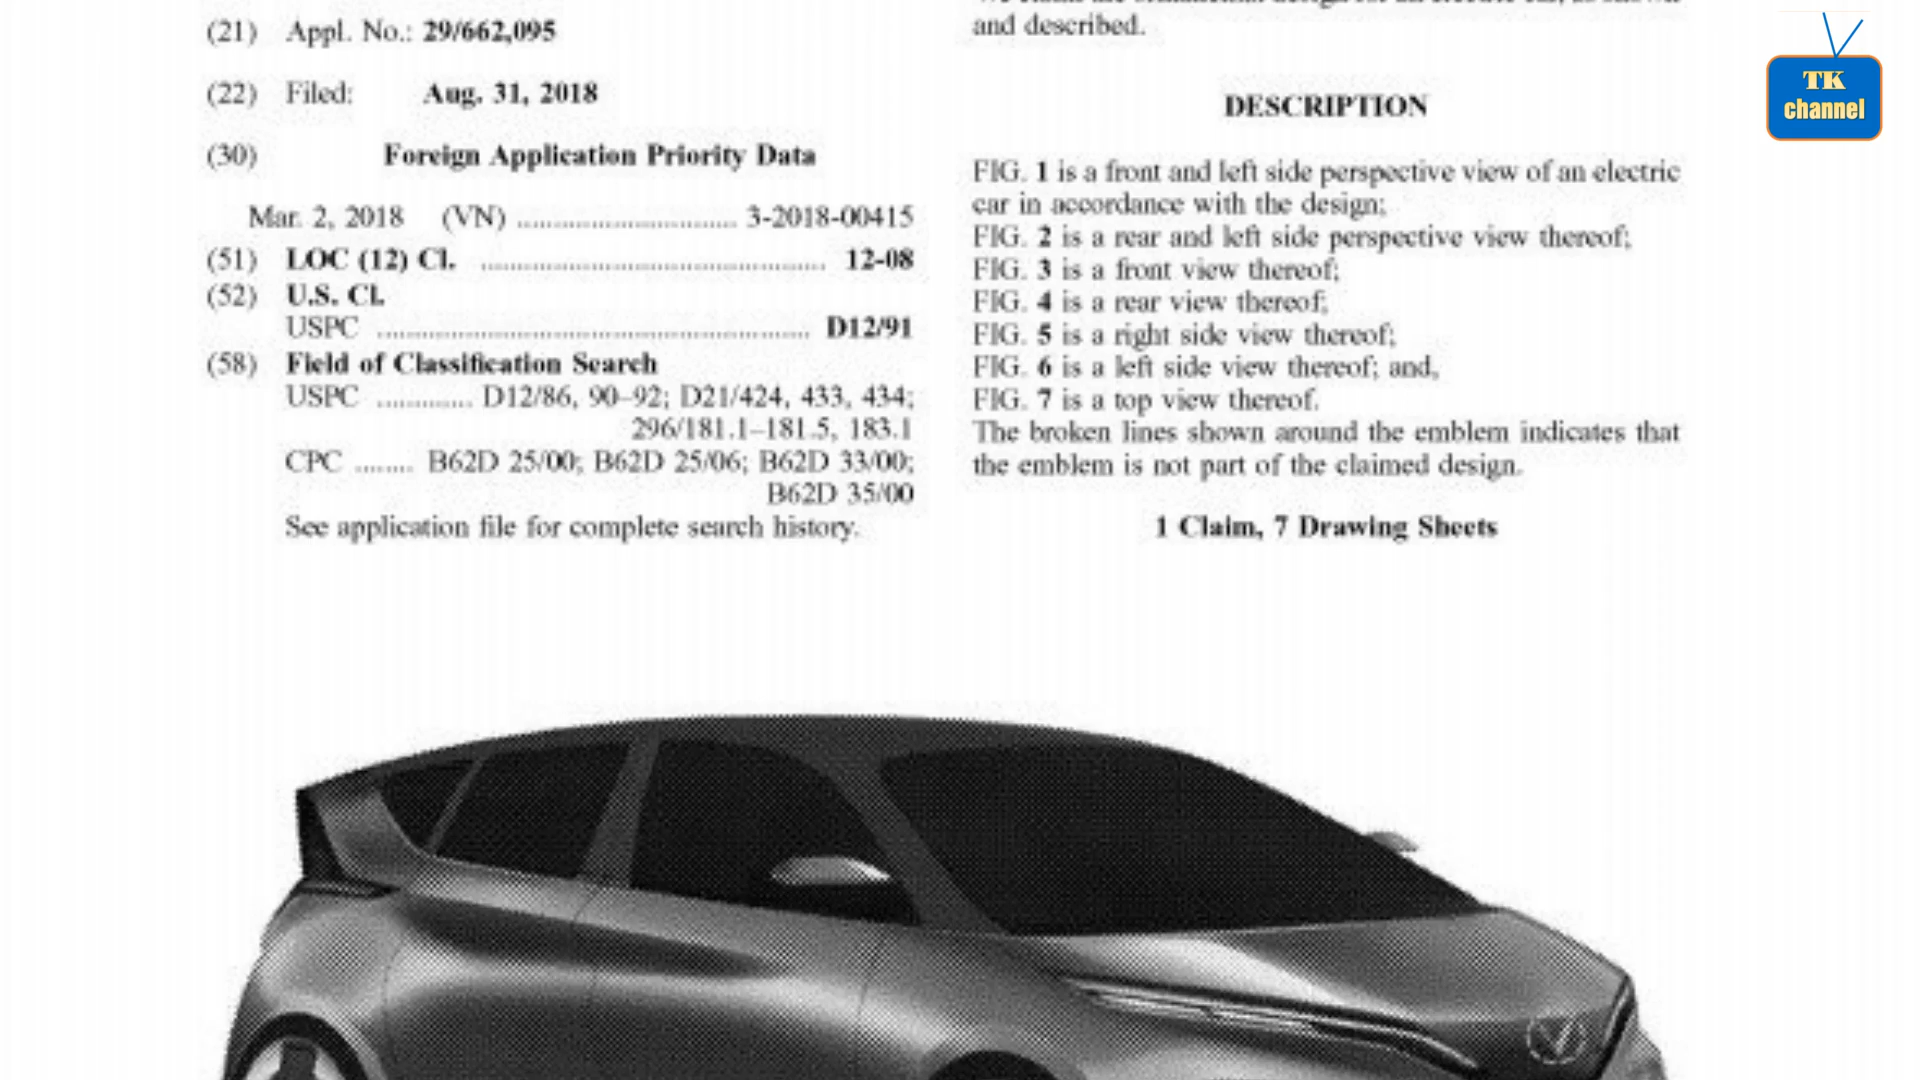 (21) Appl. No.: 29/662,095
(22) Filed: Aug. 31, 2018
(30) Foreign Application Priority Data
Mar. 2, 2018 (VN) ................................. 3-2018-00415
(51) LOC (12) Cl. .................................................... 12-08
(52) U.S. Cl.
USPC ................................................................. D12/91
(58) Field of Classification Search
USPC ............. D12/86, 90–92; D21/424, 433, 434;
296/181.1–181.5, 183.1
CPC ........ B62D 25/00; B62D 25/06; B62D 33/00;
B62D 35/00
See application file for complete search history.
and described.
DESCRIPTION
FIG. 1 is a front and left side perspective view of an electric
car in accordance with the design;
FIG. 2 is a rear and left side perspective view thereof;
FIG. 3 is a front view thereof;
FIG. 4 is a rear view thereof;
FIG. 5 is a right side view thereof;
FIG. 6 is a left side view thereof; and,
FIG. 7 is a top view thereof.
The broken lines shown around the emblem indicates that
the emblem is not part of the claimed design.
1 Claim, 7 Drawing Sheets
TK
channel